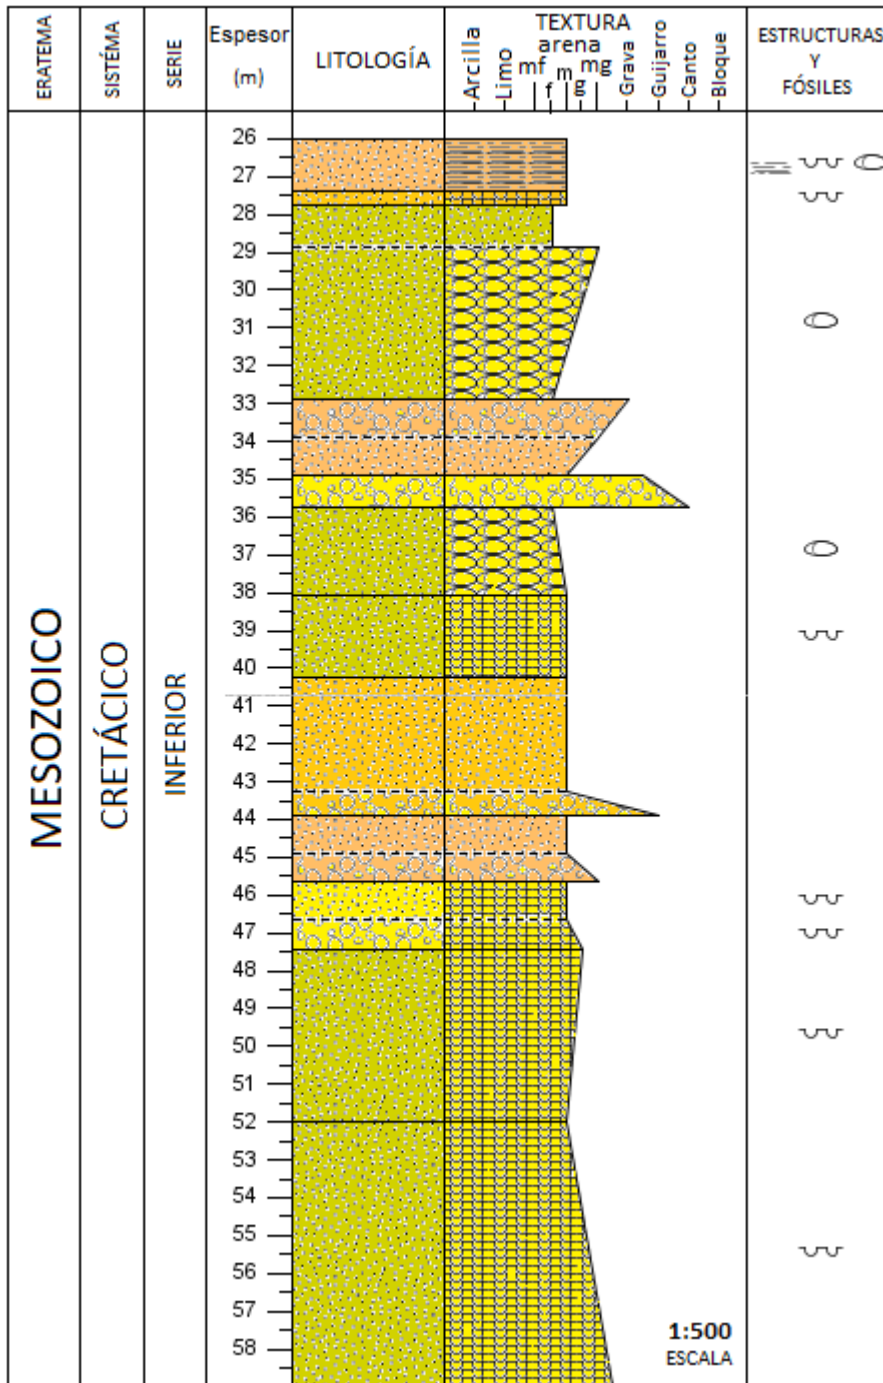 ERATEMA
SISTÉMA
SERIE
Espesor
(m)
LITOLOGÍA
TEXTURA
arena
Arcilla
Limo
mf
f
m
g
mg
Grava
Guijarro
Canto
Bloque
ESTRUCTURAS
Y
FÓSILES
MESOZOICO
CRETÁCICO
INFERIOR
26
27
28
29
30
31
32
33
34
35
36
37
38
39
40
41
42
43
44
45
46
47
48
49
50
51
52
53
54
55
56
57
58
1:500
ESCALA